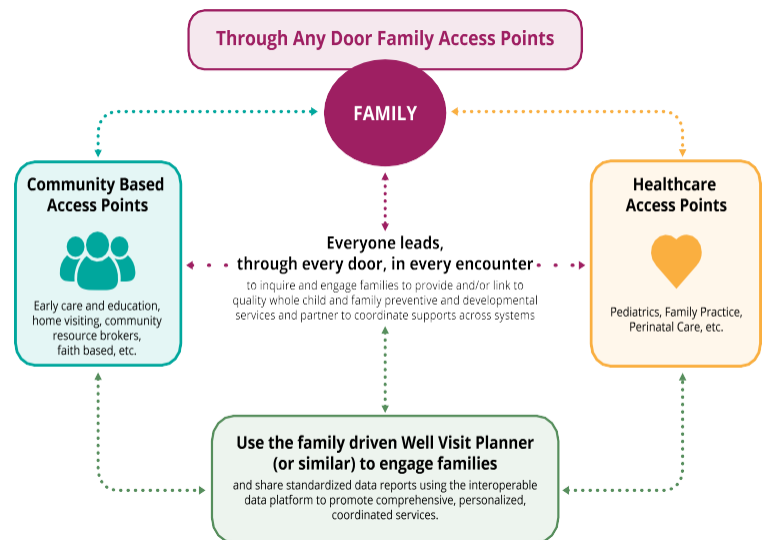 Through Any Door Family Access Points
FAMILY
Community Based
Access Points
Early care and education,
home visiting, community
resource brokers,
faith based, etc.
Everyone leads,
through every door, in every encounter
to inquire and engage families to provide and/or link to
quality whole child and family preventive and developmental
services and partner to coordinate supports across systems
Healthcare
Access Points
Pediatrics, Family Practice,
Perinatal Care, etc.
Use the family driven Well Visit Planner
(or similar) to engage families
and share standardized data reports using the interoperable
data platform to promote comprehensive, personalized,
coordinated services.